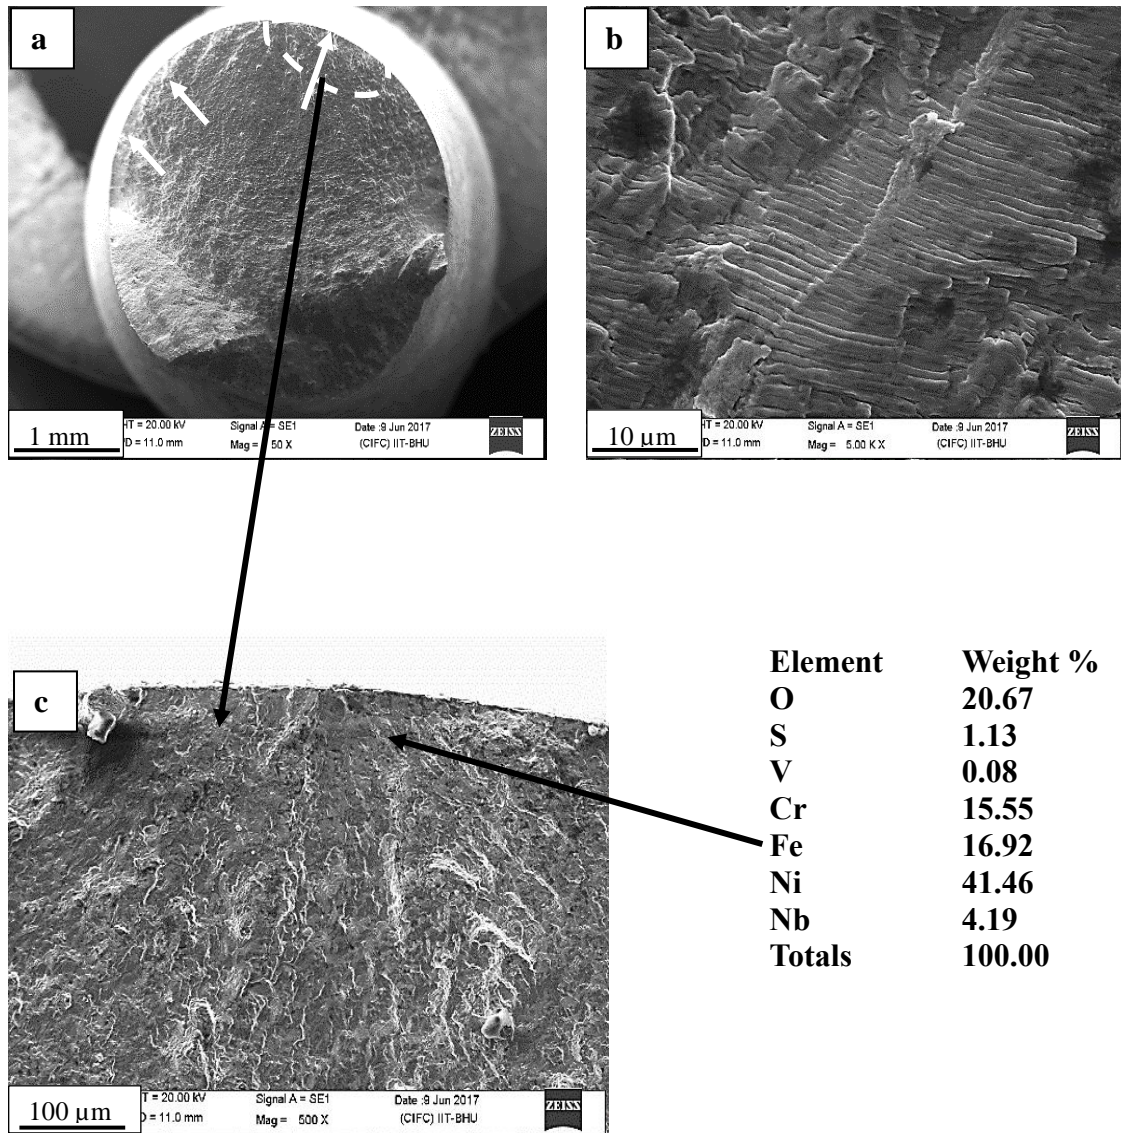 a
1 mm
HT = 20.00 kV Signal A = SE1 Date :9 Jun 2017
D = 11.0 mm Mag = 50 X (CIFC) IIT-BHU
ZEISS
b
10 µm
HT = 20.00 kV Signal A = SE1 Date :9 Jun 2017
D = 11.0 mm Mag = 5.00 K X (CIFC) IIT-BHU
ZEISS
c
100 µm
T = 20.00 kV Signal A = SE1 Date :9 Jun 2017
D = 11.0 mm Mag = 500 X (CIFC) IIT-BHU
ZEISS
Element Weight %
O 20.67
S 1.13
V 0.08
Cr 15.55
Fe 16.92
Ni 41.46
Nb 4.19
Totals 100.00